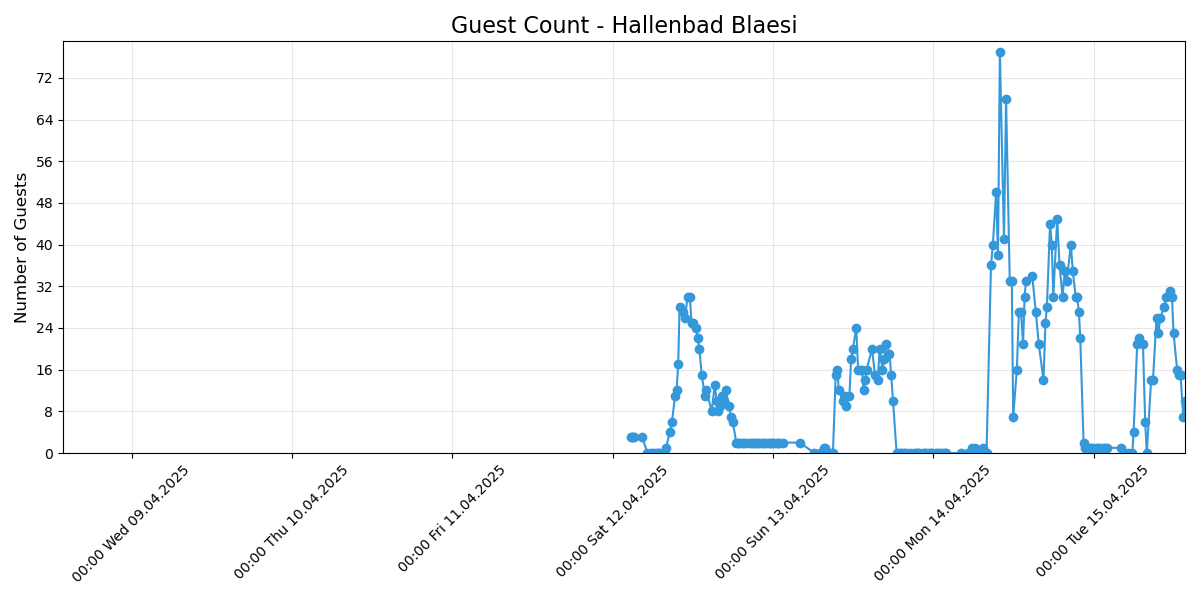 Guest Count - Hallenbad Blaesi
Number of Guests
72
64
56
48
40
32
24
16
8
0
00:00 Wed 09.04.2025
00:00 Thu 10.04.2025
00:00 Fri 11.04.2025
00:00 Sat 12.04.2025
00:00 Sun 13.04.2025
00:00 Mon 14.04.2025
00:00 Tue 15.04.2025